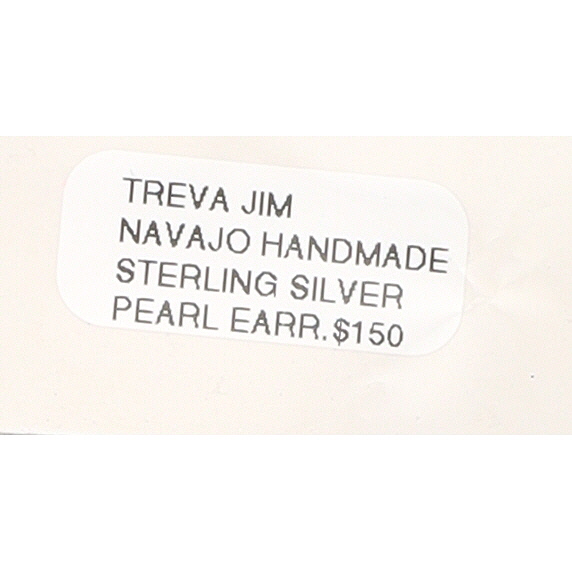 TREVA JIM
NAVAJO HANDMADE
STERLING SILVER
PEARL EARR.$150